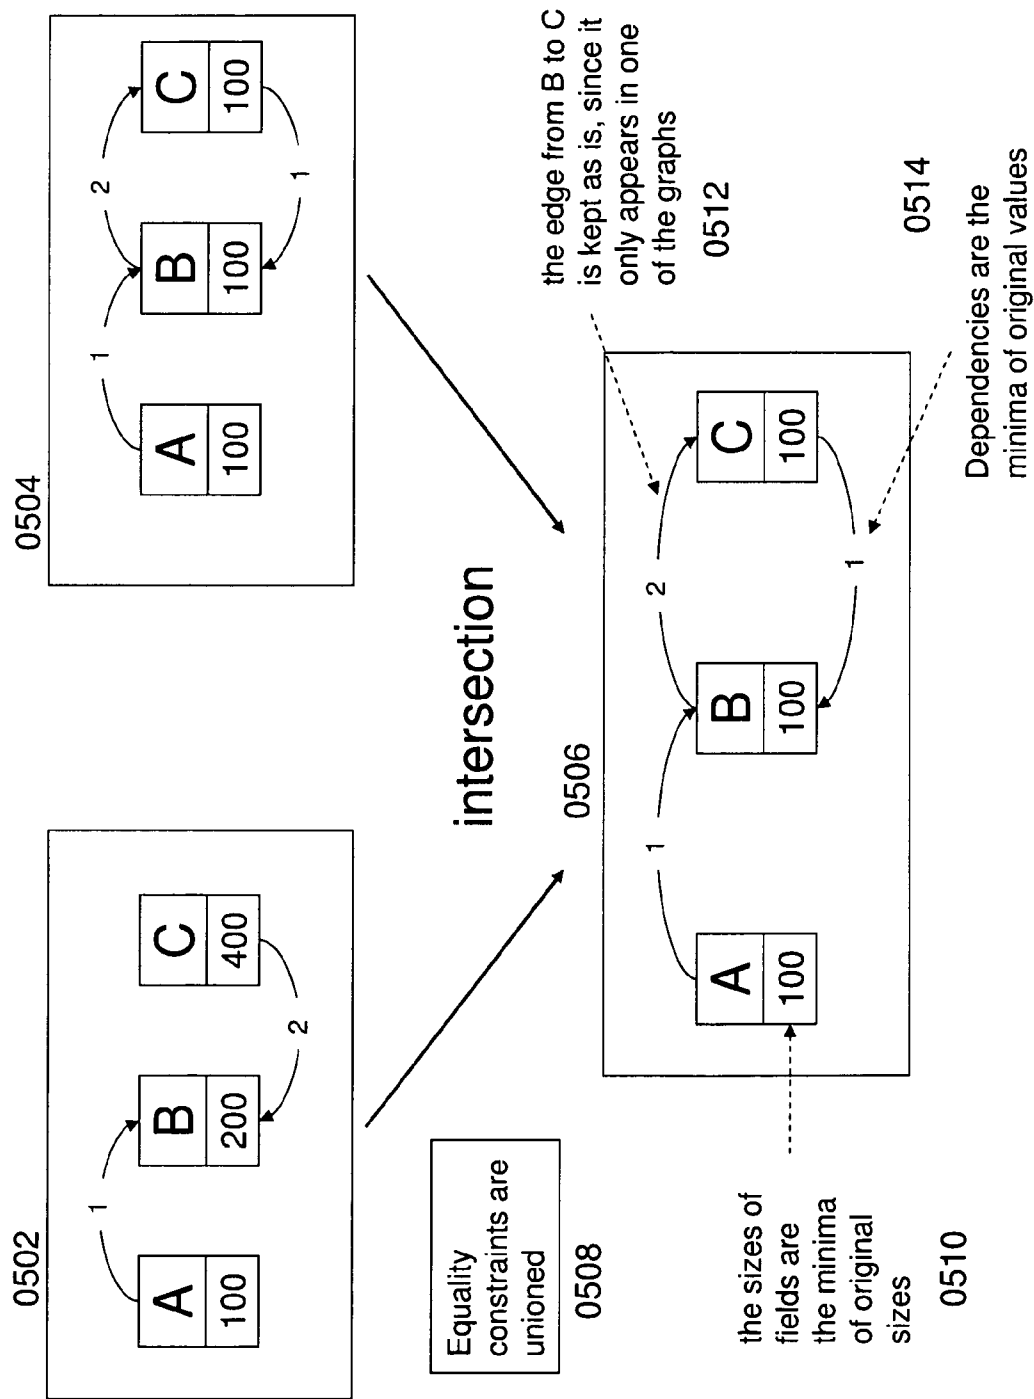 0502
A
100
1
B
200
2
C
400
0504
A
100
1
B
100
2
1
C
100
intersection
Equality
constraints are
unioned
0508
0506
A
100
1
B
100
2
1
C
100
the edge from B to C
is kept as is, since it
only appears in one
of the graphs
0512
the sizes of
fields are
the minima
of original
sizes
0510
0514
Dependencies are the
minima of original values